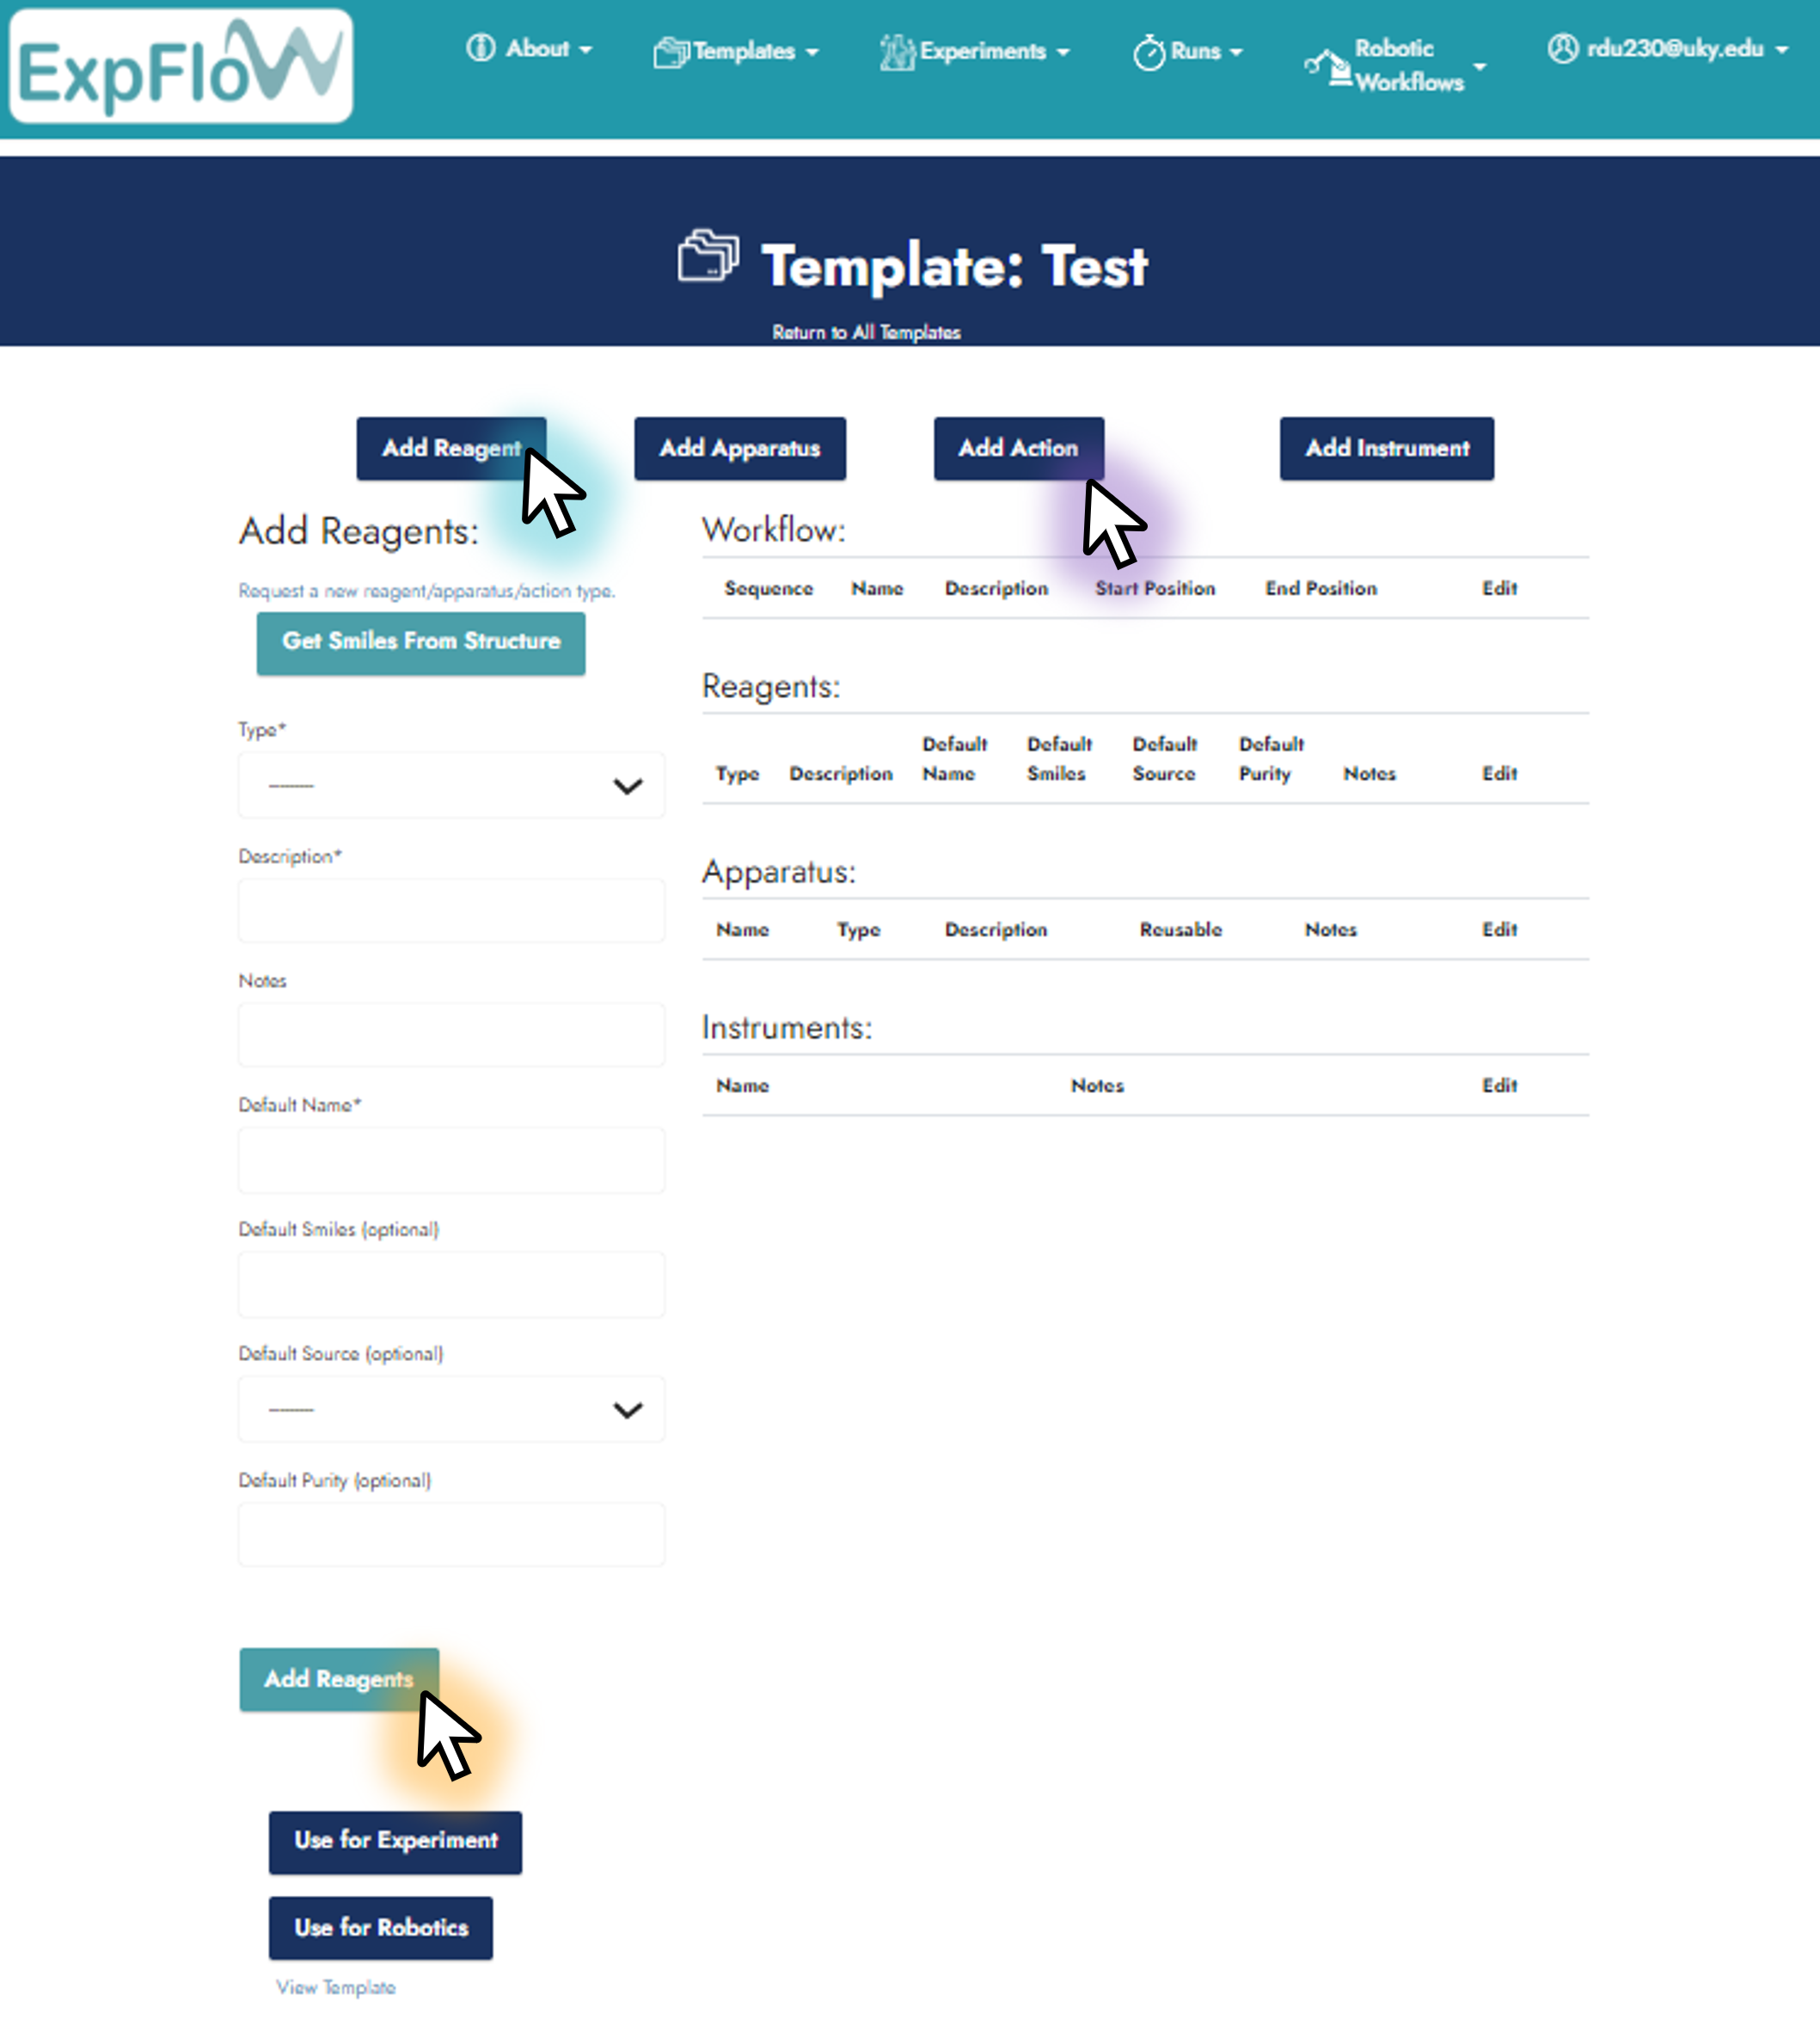 ExpFlow
About
Templates
Experiments
Runs
Robotic
Workflows
rdu230@uky.edu
Template: Test
Return to All Templates
Add Reagent
Add Apparatus
Add Action
Add Instrument
Add Reagents:
Request a new reagent/apparatus/action type.
Get Smiles From Structure
Type*
---------
Description*
Notes
Default Name*
Default Smiles (optional)
Default Source (optional)
---------
Default Purity (optional)
Add Reagents
Use for Experiment
Use for Robotics
View Template
Workflow:
Sequence Name Description Start Position End Position Edit
Reagents:
Default Default Default Default
Type Description Name Smiles Source Purity Notes Edit
Apparatus:
Name Type Description Reusable Notes Edit
Instruments:
Name Notes Edit